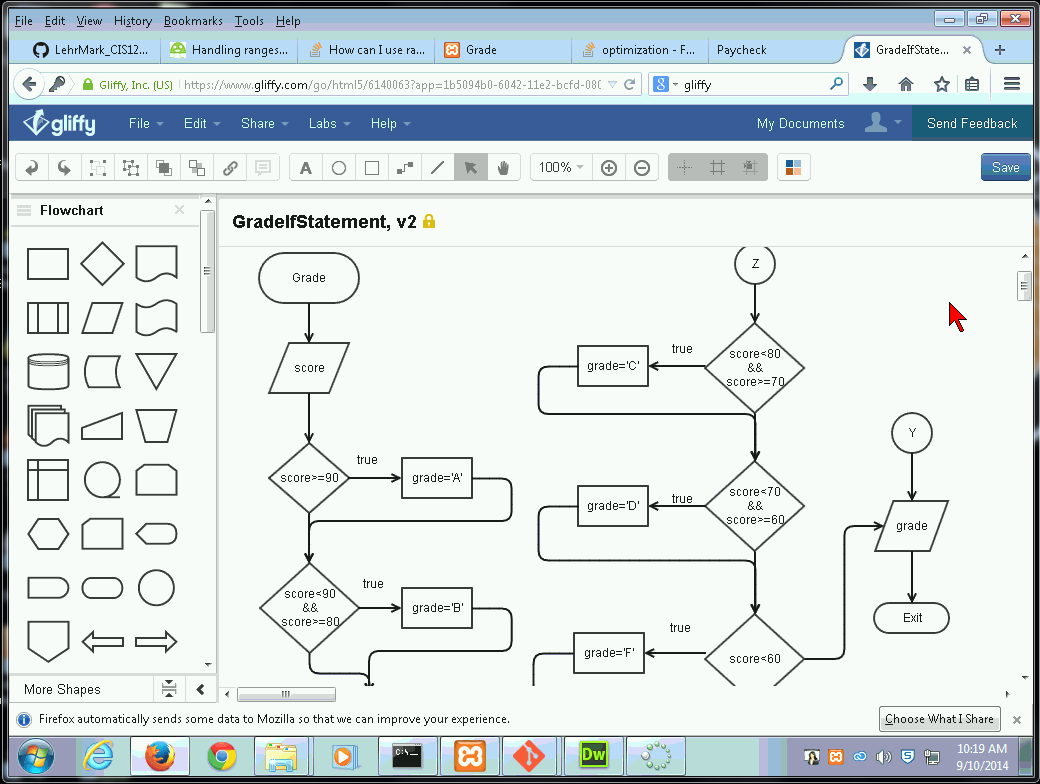 File Edit View History Bookmarks Tools Help
LehrMark_CIS12...
Handling ranges...
How can I use ra...
Grade
optimization - F...
Paycheck
GradeIfState...
Gliffy, Inc. (US)
https://www.gliffy.com/go/html5/6140063?app=1b5094b0-6042-11e2-bcfd-080
gliffy
gliffy
File Edit Share Labs Help
My Documents
Send Feedback
A
100%
Save
Flowchart
GradeIfStatement, v2
Grade
score
score>=90
true
grade='A'
score<90
&&
score>=80
true
grade='B'
Z
score<80
&&
score>=70
true
grade='C'
score<70
&&
score>=60
true
grade='D'
score<60
true
grade='F'
Y
grade
Exit
More Shapes
Firefox automatically sends some data to Mozilla so that we can improve your experience.
Choose What I Share
C:\
Dw
10:19 AM
9/10/2014